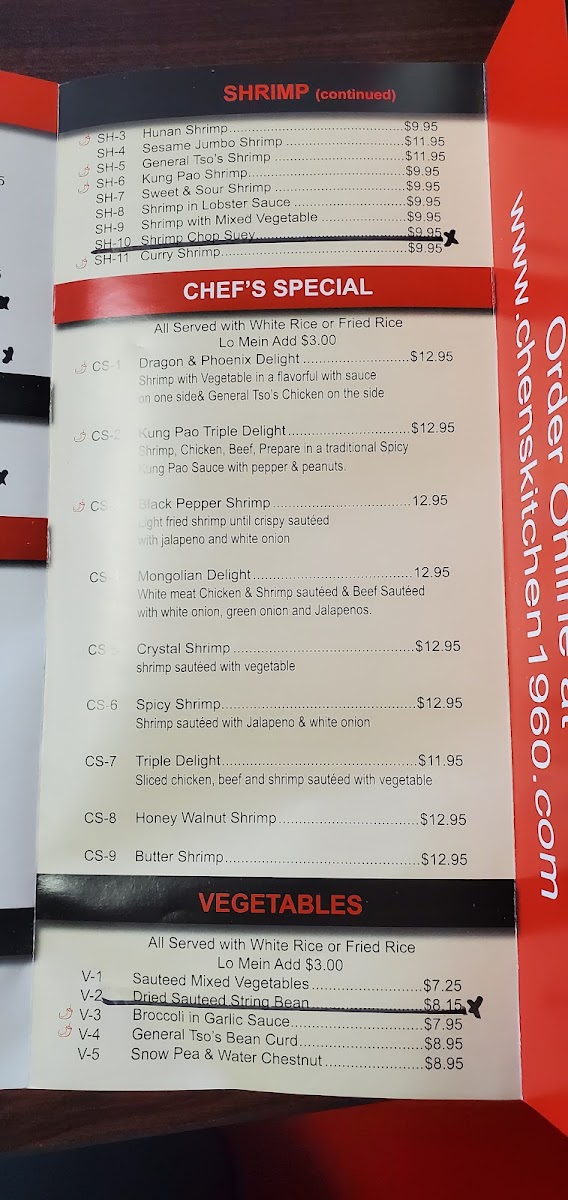 SHRIMP (continued)
SH-3 Hunan Shrimp $9.95
SH-4 Sesame Jumbo Shrimp $11.95
SH-5 General Tso's Shrimp $11.95
SH-6 Kung Pao Shrimp $9.95
SH-7 Sweet & Sour Shrimp $9.95
SH-8 Shrimp in Lobster Sauce $9.95
SH-9 Shrimp with Mixed Vegetable $9.95
SH-10 Shrimp Chop Suey $9.95 x
SH-11 Curry Shrimp $9.95
CHEF'S SPECIAL
All Served with White Rice or Fried Rice
Lo Mein Add $3.00
CS-1 Dragon & Phoenix Delight $12.95
Shrimp with Vegetable in a flavorful with sauce
on one side& General Tso's Chicken on the side
CS-2 Kung Pao Triple Delight $12.95
Shrimp, Chicken, Beef, Prepare in a traditional Spicy
Kung Pao Sauce with pepper & peanuts.
CS Black Pepper Shrimp 12.95
Light fried shrimp until crispy sautéed
with jalapeno and white onion
CS Mongolian Delight 12.95
White meat Chicken & Shrimp sautéed & Beef Sautéed
with white onion, green onion and Jalapenos.
CS-5 Crystal Shrimp $12.95
shrimp sautéed with vegetable
CS-6 Spicy Shrimp $12.95
Shrimp sautéed with Jalapeno & white onion
CS-7 Triple Delight $11.95
Sliced chicken, beef and shrimp sautéed with vegetable
CS-8 Honey Walnut Shrimp $12.95
CS-9 Butter Shrimp $12.95
VEGETABLES
All Served with White Rice or Fried Rice
Lo Mein Add $3.00
V-1 Sauteed Mixed Vegetables $7.25
V-2 Dried Sauteed String Bean $8.15 x
V-3 Broccoli in Garlic Sauce $7.95
V-4 General Tso's Bean Curd $8.95
V-5 Snow Pea & Water Chestnut $8.95
Order Online at
www.chenskitchen1960.com